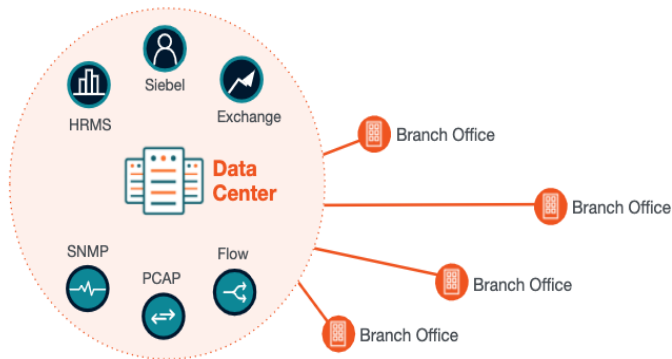 Siebel
HRMS
Exchange
Data
Center
SNMP
PCAP
Flow
Branch Office
Branch Office
Branch Office
Branch Office